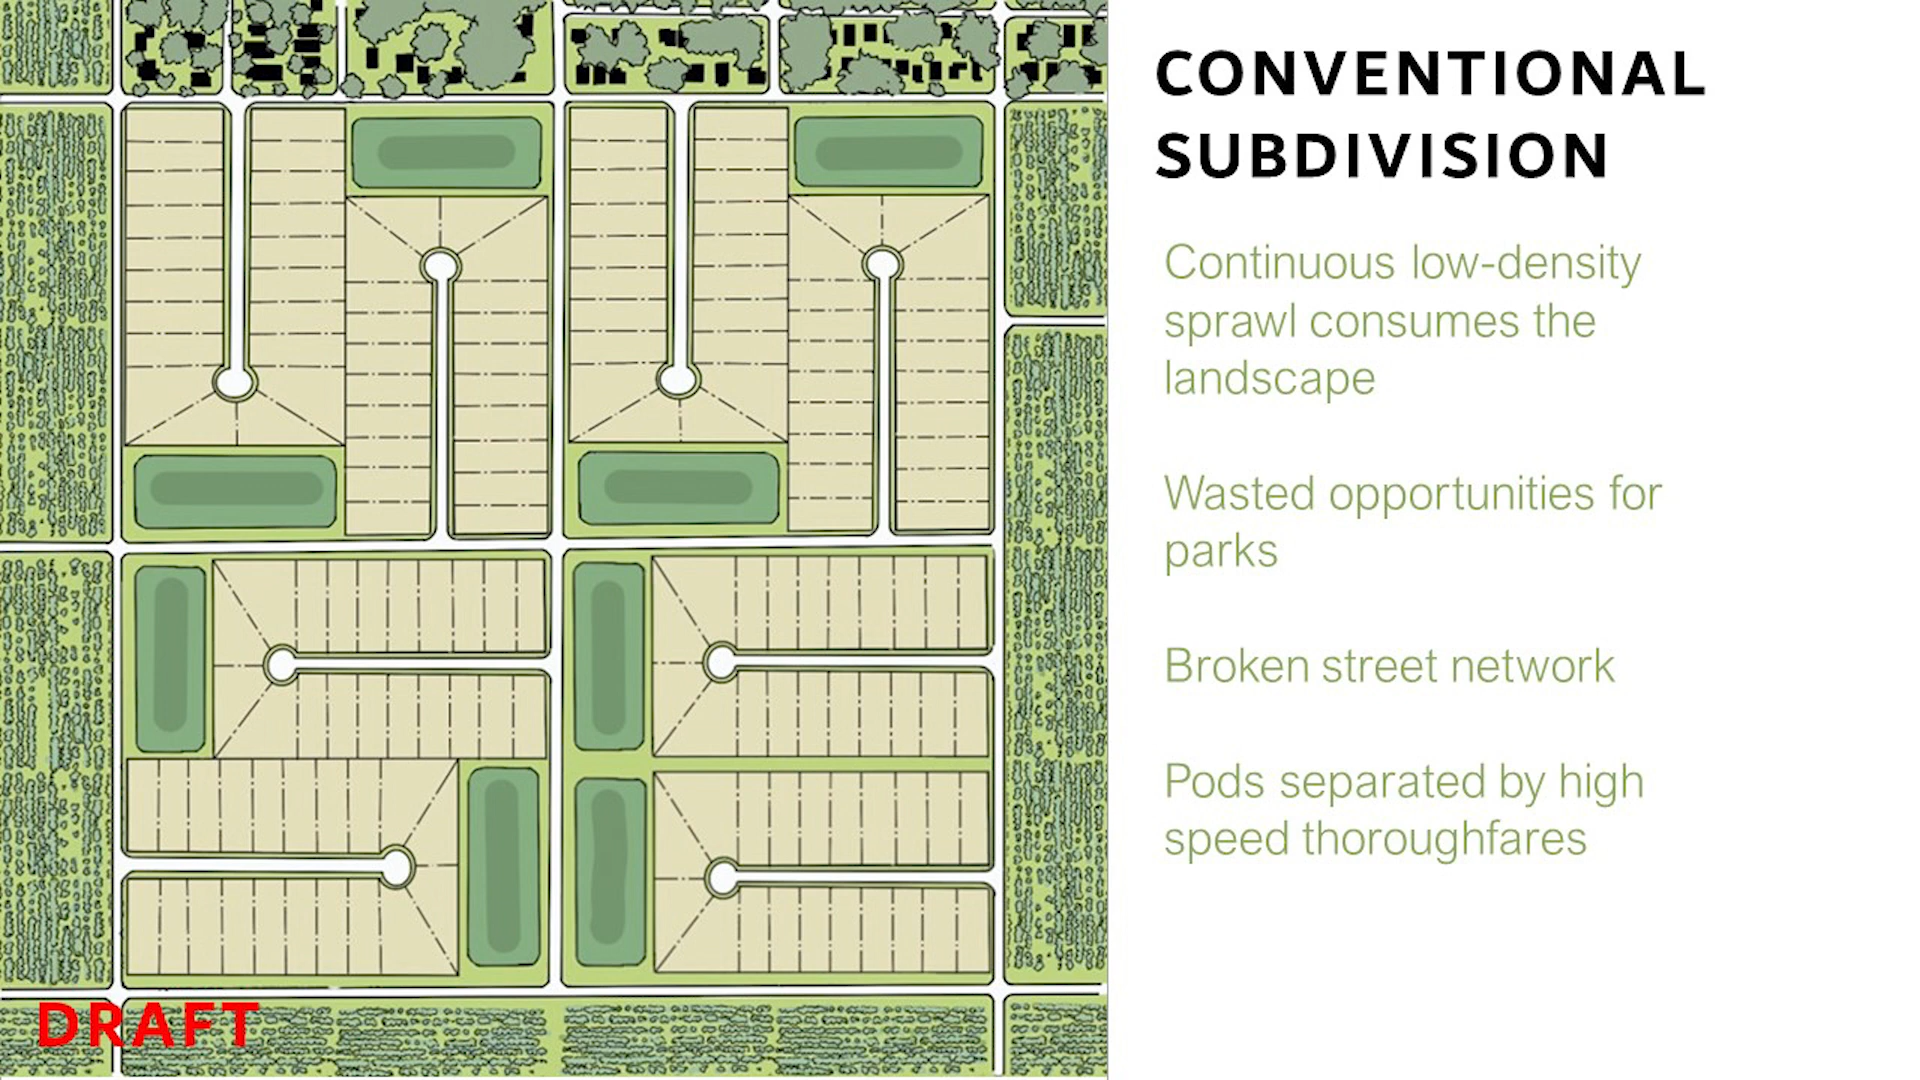 CONVENTIONAL
SUBDIVISION
Continuous low-density
sprawl consumes the
landscape
Wasted opportunities for
parks
Broken street network
Pods separated by high
speed thoroughfares
DRAFT